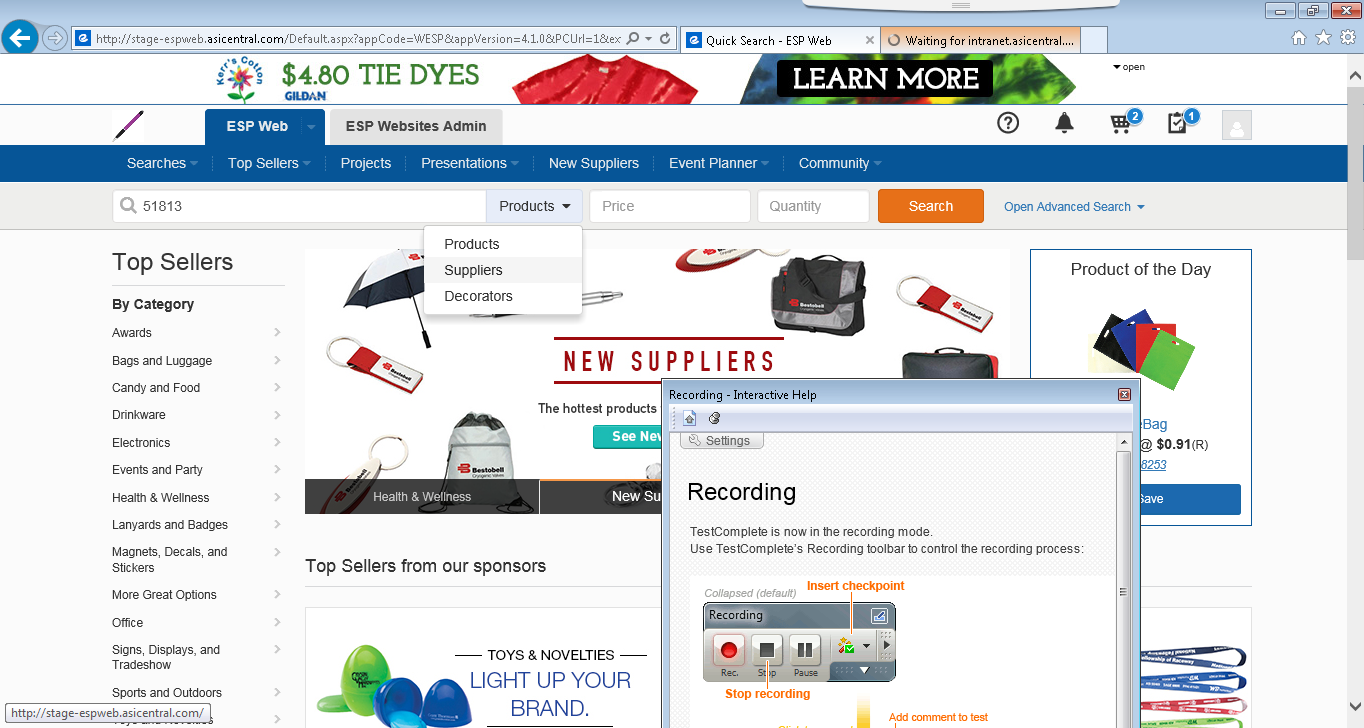 http://stage-espweb.asicentral.com/Default.aspx?appCode=WESP&appVersion=4.1.0&PCUrl=1&ex
Quick Search - ESP Web
Waiting for intranet.asicentral....
Kerr's Cotton
$4.80 TIE DYES
GILDAN
LEARN MORE
open
ESP Web
ESP Websites Admin
2
1
Searches
Top Sellers
Projects
Presentations
New Suppliers
Event Planner
Community
51813
Products
Price
Quantity
Search
Open Advanced Search
Products
Suppliers
Decorators
Top Sellers
By Category
Awards
Bags and Luggage
Candy and Food
Drinkware
Electronics
Events and Party
Health & Wellness
Lanyards and Badges
Magnets, Decals, and
Stickers
More Great Options
Office
Signs, Displays, and
Tradeshow
Sports and Outdoors
http://stage-espweb.asicentral.com/
Bestobell
Bestobell
Bestobell
Bestobell
Cryogenic Valves
NEW SUPPLIERS
The hottest products
See New
Health & Wellness
New Su
Product of the Day
eBag
@ $0.91(R)
8253
Save
Top Sellers from our sponsors
TOYS & NOVELTIES
LIGHT UP YOUR
BRAND.
Recording - Interactive Help
Settings
Recording
TestComplete is now in the recording mode.
Use TestComplete's Recording toolbar to control the recording process:
Insert checkpoint
Collapsed (default)
Recording
Rec.
Stop
Pause
Stop recording
Add comment to test